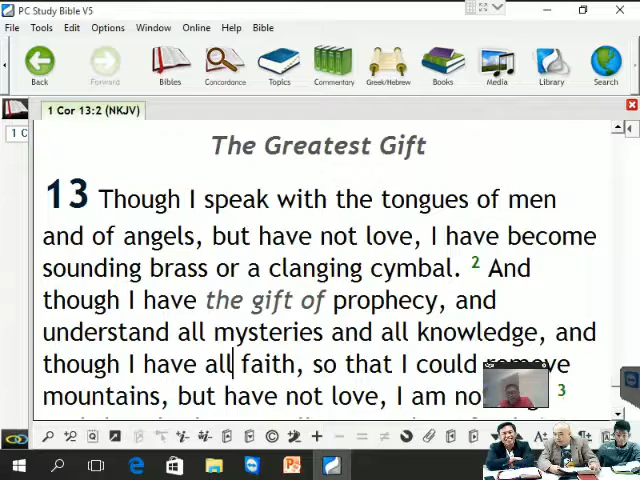 PC Study Bible V5
File Tools Edit Options Window Online Help Bible
Back Forward Bibles Concordance Topics Commentary Greek/Hebrew Books Media Library Search
1 Cor 13:2 (NKJV)
1 C
The Greatest Gift
13 Though I speak with the tongues of men
and of angels, but have not love, I have become
sounding brass or a clanging cymbal. 2 And
though I have the gift of prophecy, and
understand all mysteries and all knowledge, and
though I have all faith, so that I could remove
mountains, but have not love, I am no
3